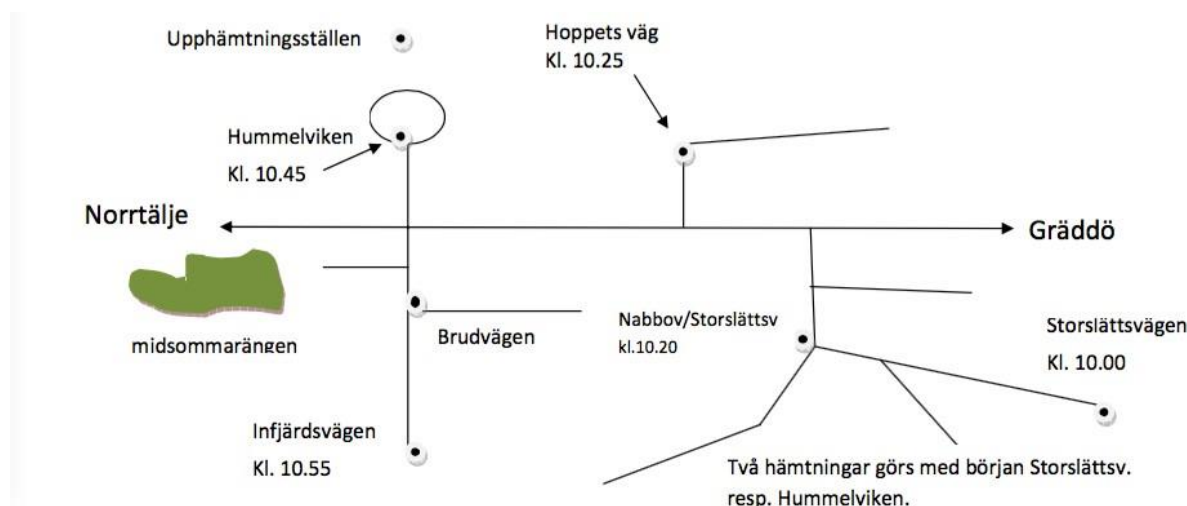 Upphämtningsställen
Hoppets väg
Kl. 10.25
Hummelviken
Kl. 10.45
Norrtälje
Gräddö
midsommarängen
Brudvägen
Nabbov/Storslättsv
kl.10.20
Storslättsvägen
Kl. 10.00
Infjärdsvägen
Kl. 10.55
Två hämtningar görs med början Storslättsv.
resp. Hummelviken.